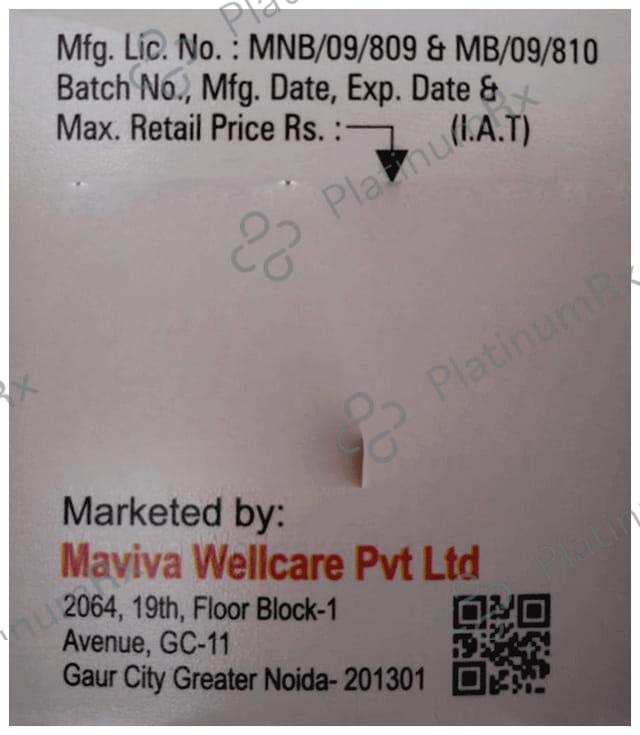 Mfg. Lic. No. : MNB/09/809 & MB/09/810
Batch No., Mfg. Date, Exp. Date &
Max. Retail Price Rs. : (I.A.T)
PlatinumRx
PlatinumRx
Marketed by:
Maviva Wellcare Pvt Ltd
2064, 19th, Floor Block-1
Avenue, GC-11
Gaur City Greater Noida- 201301